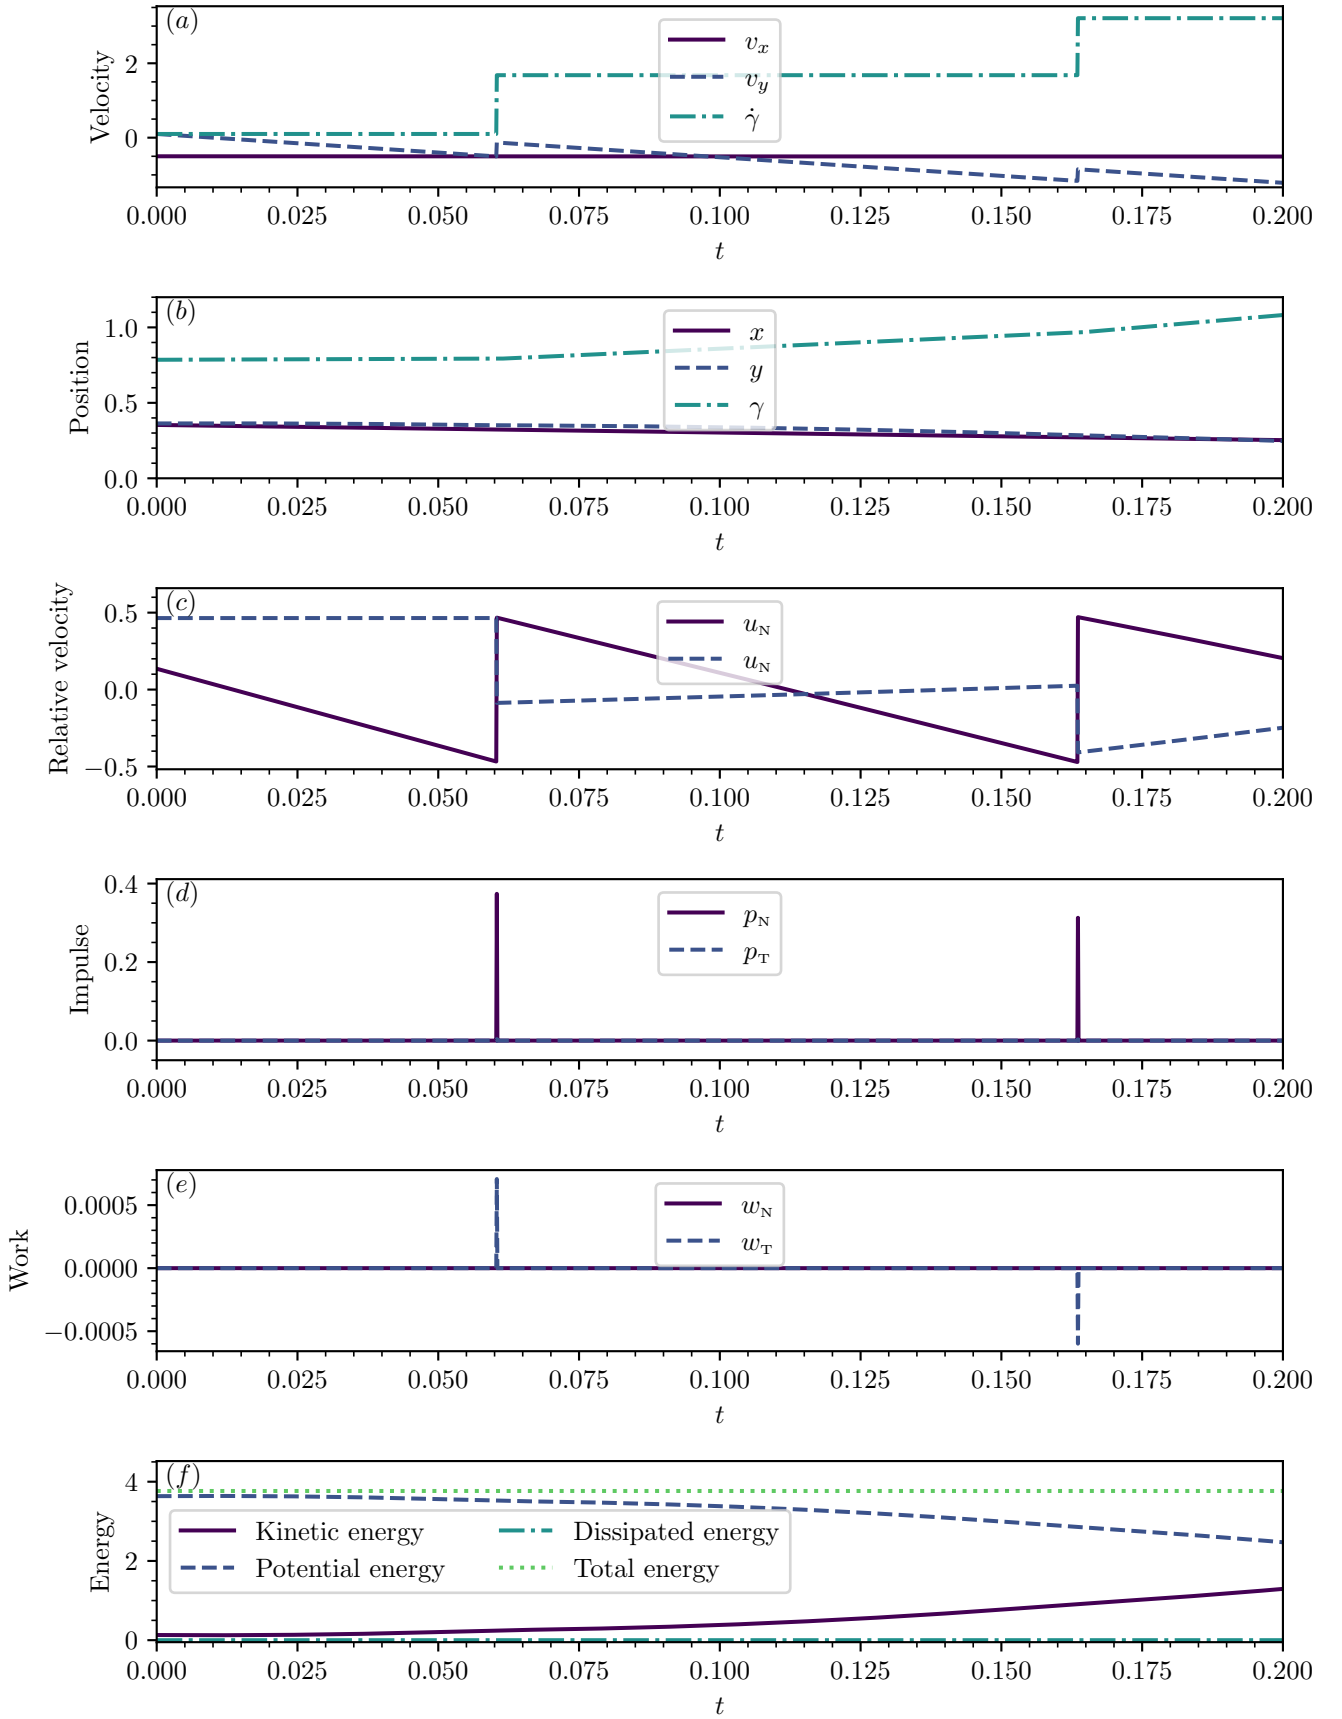 (a)
v_x
v_y
γ̇
Velocity
2
0
0.000 0.025 0.050 0.075 0.100 0.125 0.150 0.175 0.200
t
(b)
x
y
γ
Position
1.0
0.5
0.0
0.000 0.025 0.050 0.075 0.100 0.125 0.150 0.175 0.200
t
(c)
u_N
u_N
Relative velocity
0.5
0.0
−0.5
0.000 0.025 0.050 0.075 0.100 0.125 0.150 0.175 0.200
t
(d)
p_N
p_T
Impulse
0.4
0.2
0.0
0.000 0.025 0.050 0.075 0.100 0.125 0.150 0.175 0.200
t
(e)
w_N
w_T
Work
0.0005
0.0000
−0.0005
0.000 0.025 0.050 0.075 0.100 0.125 0.150 0.175 0.200
t
(f)
Kinetic energy Dissipated energy
Potential energy Total energy
Energy
4
2
0
0.000 0.025 0.050 0.075 0.100 0.125 0.150 0.175 0.200
t